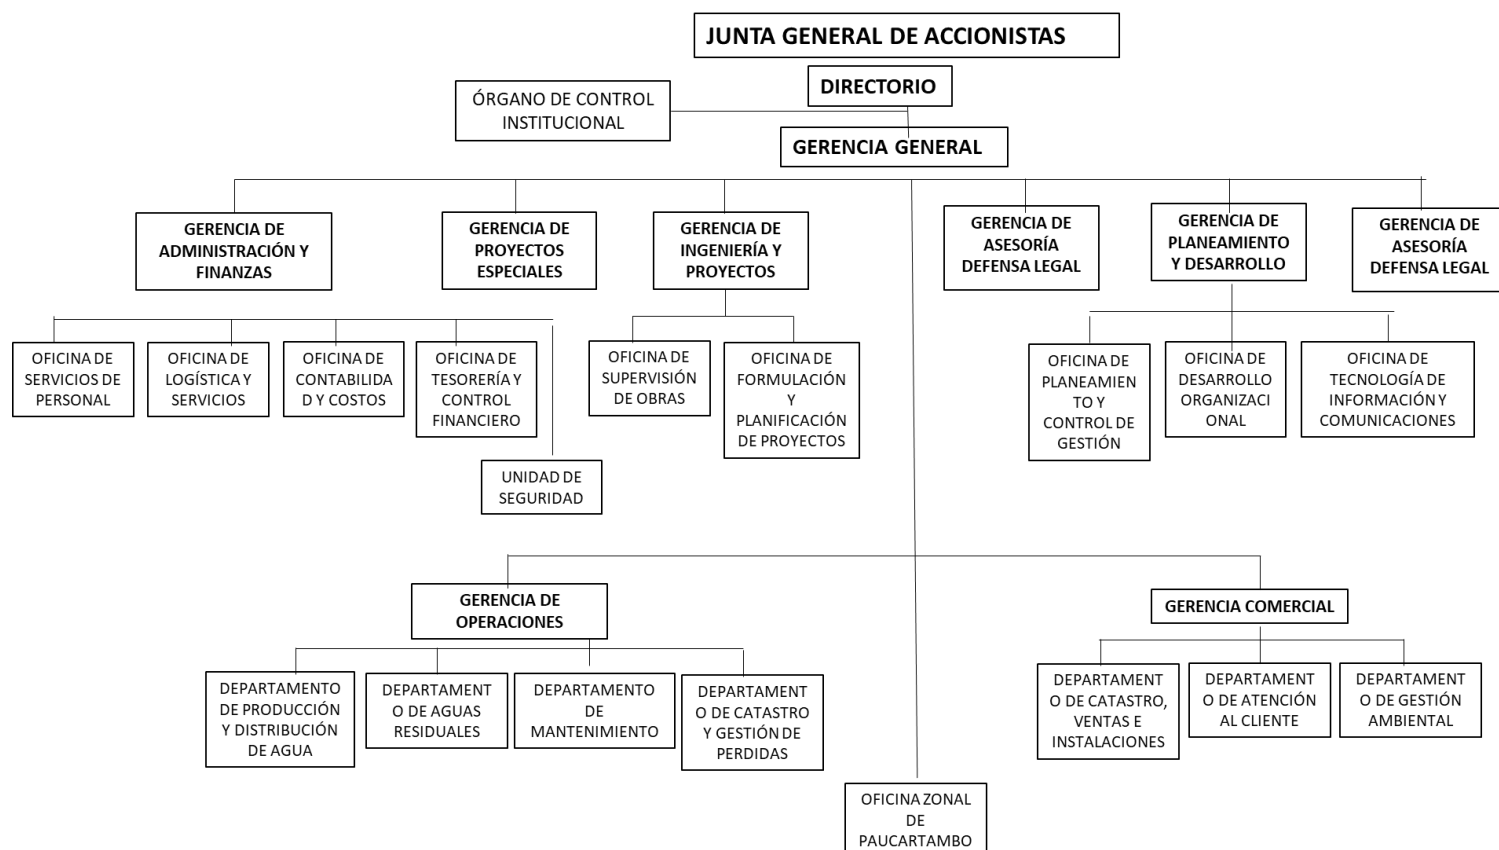 JUNTA GENERAL DE ACCIONISTAS
DIRECTORIO
ÓRGANO DE CONTROL
INSTITUCIONAL
GERENCIA GENERAL
GERENCIA DE
ADMINISTRACIÓN Y
FINANZAS
GERENCIA DE
PROYECTOS
ESPECIALES
GERENCIA DE
INGENIERÍA Y
PROYECTOS
GERENCIA DE
ASESORÍA
DEFENSA LEGAL
GERENCIA DE
PLANEAMIENTO
Y DESARROLLO
GERENCIA DE
ASESORÍA
DEFENSA LEGAL
OFICINA DE
SERVICIOS DE
PERSONAL
OFICINA DE
LOGÍSTICA Y
SERVICIOS
OFICINA DE
CONTABILIDA
D Y COSTOS
OFICINA DE
TESORERÍA Y
CONTROL
FINANCIERO
UNIDAD DE
SEGURIDAD
OFICINA DE
SUPERVISIÓN
DE OBRAS
OFICINA DE
FORMULACIÓN
Y
PLANIFICACIÓN
DE PROYECTOS
OFICINA DE
PLANEAMIEN
TO Y
CONTROL DE
GESTIÓN
OFICINA DE
DESARROLLO
ORGANIZACI
ONAL
OFICINA DE
TECNOLOGÍA DE
INFORMACIÓN Y
COMUNICACIONES
GERENCIA DE
OPERACIONES
GERENCIA COMERCIAL
DEPARTAMENTO
DE PRODUCCIÓN
Y DISTRIBUCIÓN
DE AGUA
DEPARTAMENT
O DE AGUAS
RESIDUALES
DEPARTAMENTO
DE
MANTENIMIENTO
DEPARTAMENT
O DE CATASTRO
Y GESTIÓN DE
PERDIDAS
DEPARTAMENT
O DE CATASTRO,
VENTAS E
INSTALACIONES
DEPARTAMENT
O DE ATENCIÓN
AL CLIENTE
DEPARTAMENT
O DE GESTIÓN
AMBIENTAL
OFICINA ZONAL
DE
PAUCARTAMBO